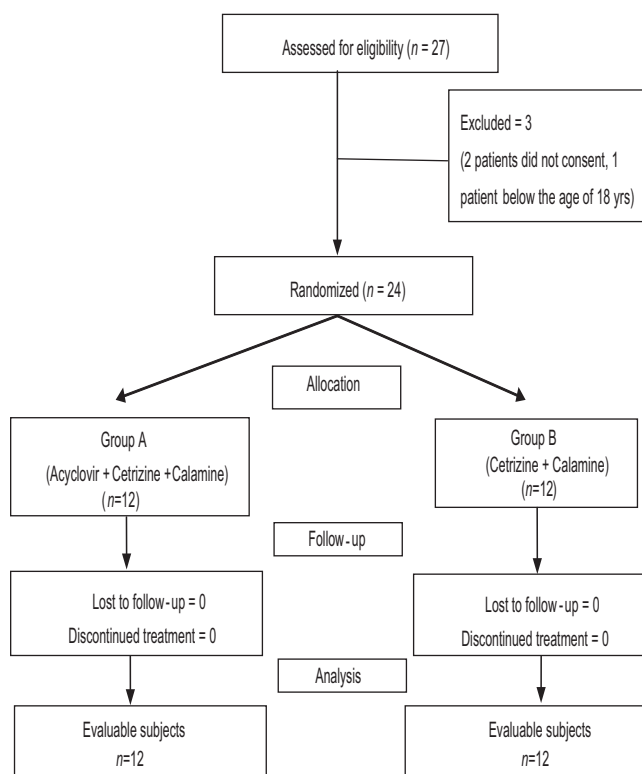 Assessed for eligibility (n = 27)
Excluded = 3
(2 patients did not consent, 1
patient below the age of 18 yrs)
Randomized (n = 24)
Allocation
Group A
(Acyclovir + Cetrizine +Calamine)
(n=12)
Group B
(Cetrizine + Calamine)
(n=12)
Follow-up
Lost to follow-up = 0
Discontinued treatment = 0
Lost to follow-up = 0
Discontinued treatment = 0
Analysis
Evaluable subjects
n=12
Evaluable subjects
n=12